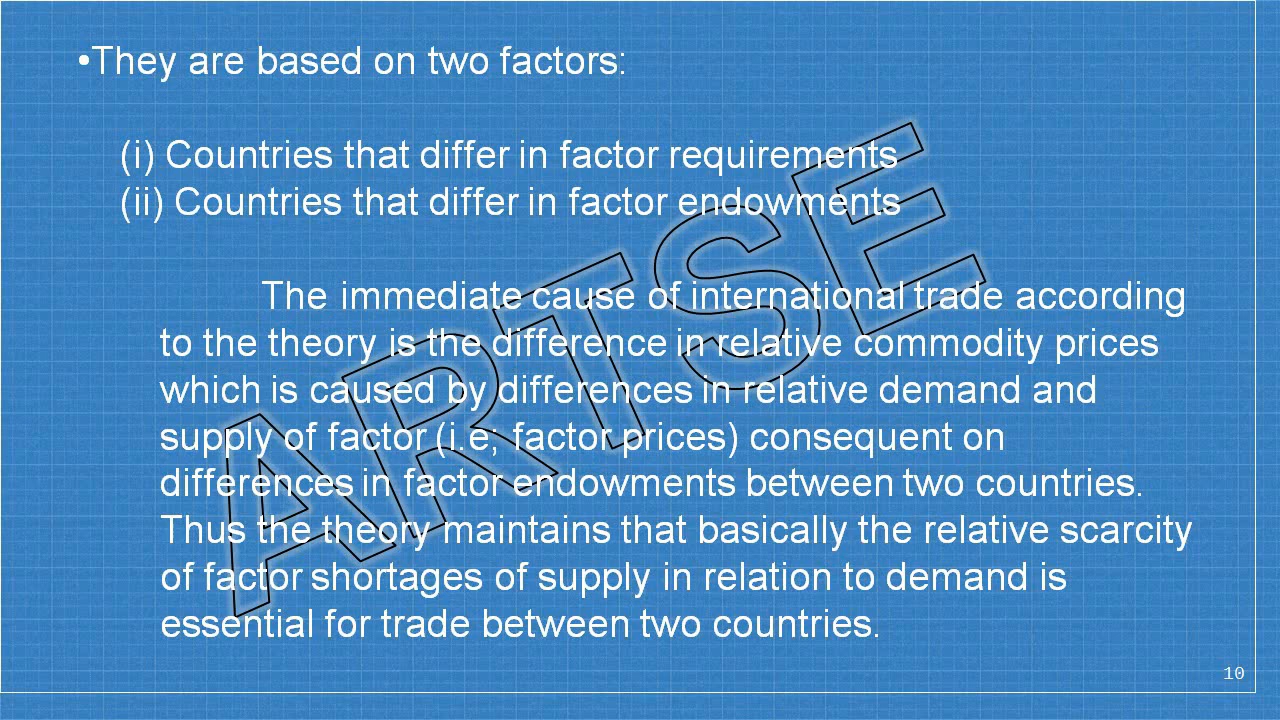 •They are based on two factors:
(i) Countries that differ in factor requirements
(ii) Countries that differ in factor endowments
The immediate cause of international trade according
to the theory is the difference in relative commodity prices
which is caused by differences in relative demand and
supply of factor (i.e; factor prices) consequent on
differences in factor endowments between two countries.
Thus the theory maintains that basically the relative scarcity
of factor shortages of supply in relation to demand is
essential for trade between two countries.
ARTSE
10